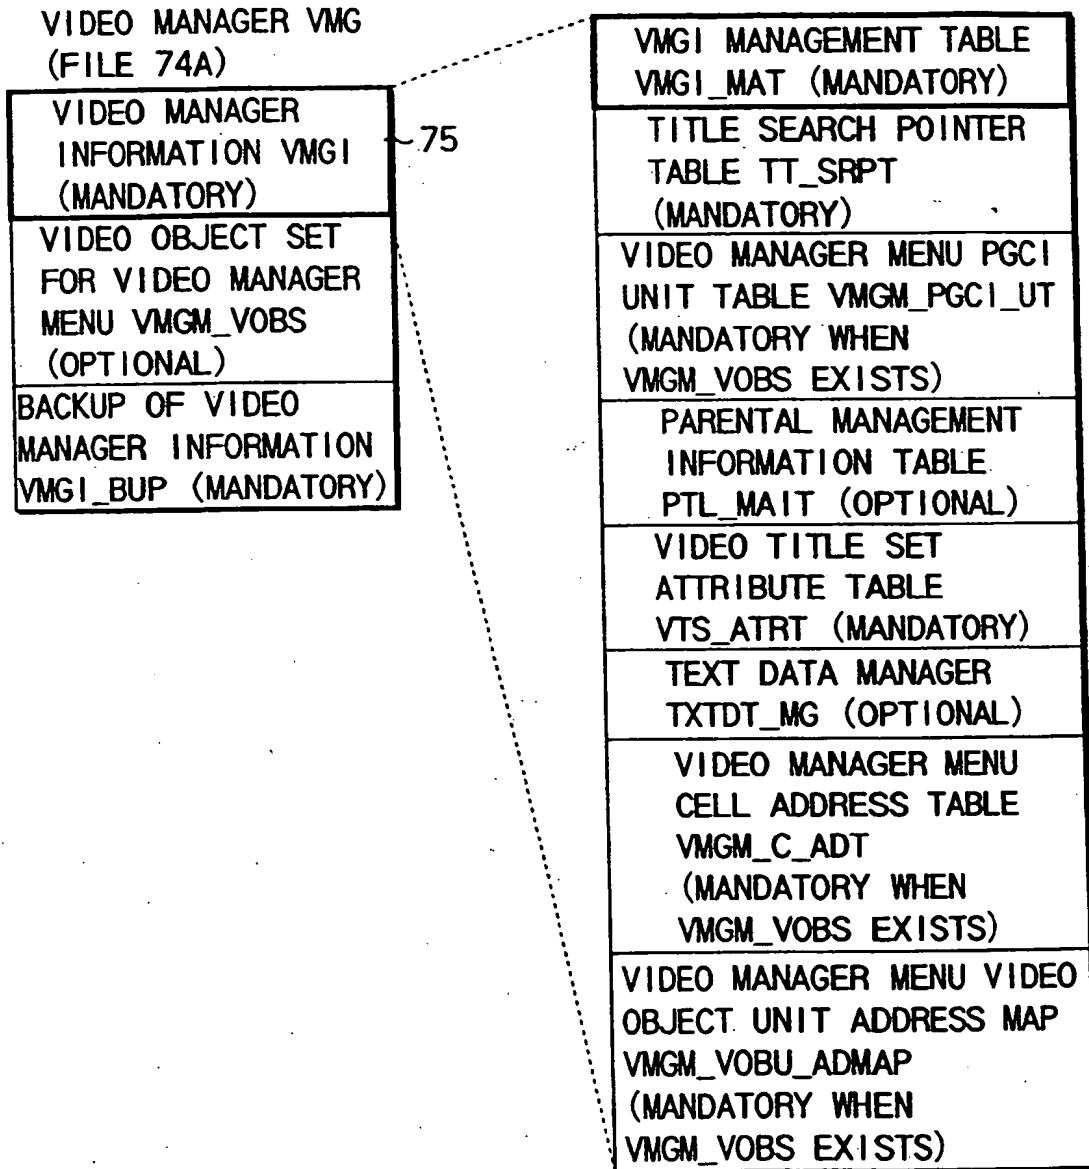 VIDEO MANAGER VMG
(FILE 74A)
VIDEO MANAGER
INFORMATION VMGI
(MANDATORY)
75
VIDEO OBJECT SET
FOR VIDEO MANAGER
MENU VMGM_VOBS
(OPTIONAL)
BACKUP OF VIDEO
MANAGER INFORMATION
VMGI_BUP (MANDATORY)
VMGI MANAGEMENT TABLE
VMGI_MAT (MANDATORY)
TITLE SEARCH POINTER
TABLE TT_SRPT
(MANDATORY)
VIDEO MANAGER MENU PGCI
UNIT TABLE VMGM_PGCI_UT
(MANDATORY WHEN
VMGM_VOBS EXISTS)
PARENTAL MANAGEMENT
INFORMATION TABLE
PTL_MAIT (OPTIONAL)
VIDEO TITLE SET
ATTRIBUTE TABLE
VTS_ATRT (MANDATORY)
TEXT DATA MANAGER
TXTDT_MG (OPTIONAL)
VIDEO MANAGER MENU
CELL ADDRESS TABLE
VMGM_C_ADT
(MANDATORY WHEN
VMGM_VOBS EXISTS)
VIDEO MANAGER MENU VIDEO
OBJECT UNIT ADDRESS MAP
VMGM_VOBU_ADMAP
(MANDATORY WHEN
VMGM_VOBS EXISTS)